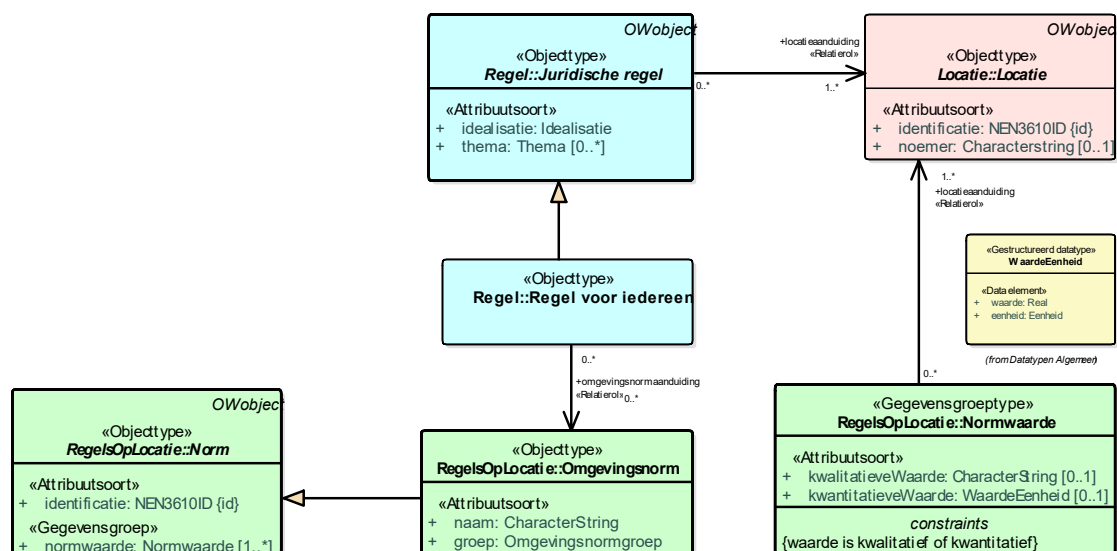 OWobject
«Objecttype»
Regel::Juridische regel
«Attribuutsoort»
+ idealisatie: Idealisatie
+ thema: Thema [0..*]
+locatieaanduiding
«Relatierol»
0..*
1..*
OWobjec
«Objecttype»
Locatie::Locatie
«Attribuutsoort»
+ identificatie: NEN3610ID {id}
+ noemer: Characterstring [0..1]
1..*
+locatieaanduiding
«Relatierol»
«Objecttype»
Regel::Regel voor iedereen
«Gestructureerd datatype»
WaardeEenheid
«Data element»
+ waarde: Real
+ eenheid: Eenheid
(from Datatypen Algemeen)
0..*
+omgevingsnormaanduiding
«Relatierol»
0..*
0..*
OWobject
«Objecttype»
RegelsOpLocatie::Norm
«Attribuutsoort»
+ identificatie: NEN3610ID {id}
«Gegevensgroep»
+ normwaarde: Normwaarde [1..*]
«Objecttype»
RegelsOpLocatie::Omgevingsnorm
«Attribuutsoort»
+ naam: CharacterString
+ groep: Omgevingsnormgroep
«Gegevensgroeptype»
RegelsOpLocatie::Normwaarde
«Attribuutsoort»
+ kwalitatieveWaarde: CharacterString [0..1]
+ kwantitatieveWaarde: WaardeEenheid [0..1]
constraints
{waarde is kwalitatief of kwantitatief}